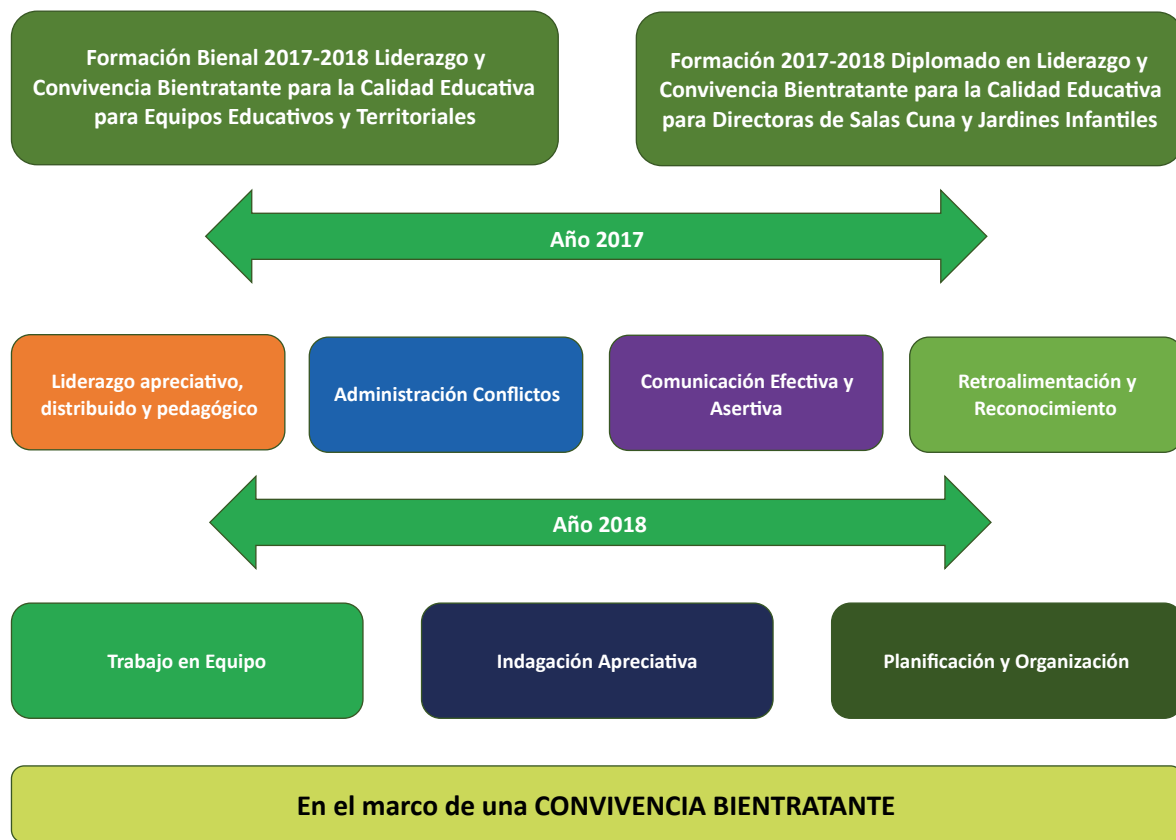 Formación Bienal 2017-2018 Liderazgo y
Convivencia Bientratante para la Calidad Educativa
para Equipos Educativos y Territoriales
Formación 2017-2018 Diplomado en Liderazgo y
Convivencia Bientratante para la Calidad Educativa
para Directoras de Salas Cuna y Jardines Infantiles
Año 2017
Liderazgo apreciativo,
distribuido y pedagógico
Administración Conflictos
Comunicación Efectiva y
Asertiva
Retroalimentación y
Reconocimiento
Año 2018
Trabajo en Equipo
Indagación Apreciativa
Planificación y Organización
En el marco de una CONVIVENCIA BIENTRATANTE